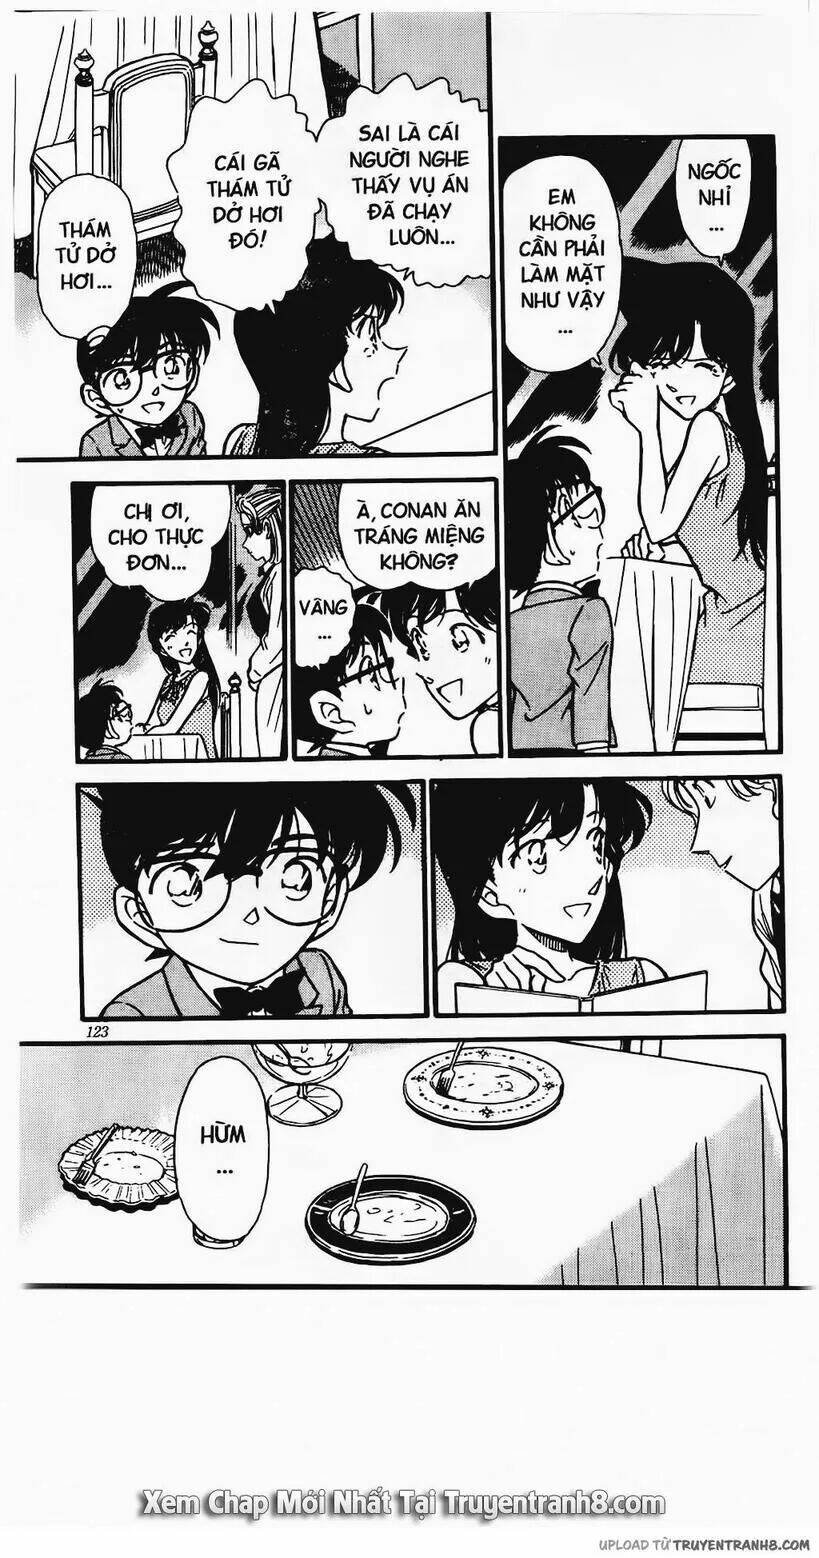 NGỐC
NHỈ
...
EM
KHÔNG
CẦN PHẢI
LÀM MẶT
NHƯ VẬY
...
SAI LÀ CÁI
NGƯỜI NGHE
THẤY VỤ ÁN
ĐÃ CHẠY
LUÔN...
CÁI GÃ
THÁM TỬ
DỞ HƠI
ĐÓ!
THÁM
TỬ DỞ
HƠI...
À, CONAN ĂN
TRÁNG MIỆNG
KHÔNG?
VÂNG
...
CHỊ ƠI,
CHO THỰC
ĐƠN...
123
HỪM
...
Xem Chap Mới Nhất Tại Truyentranh8.com
UPLOAD TỪ TRUYENTRANH8.COM